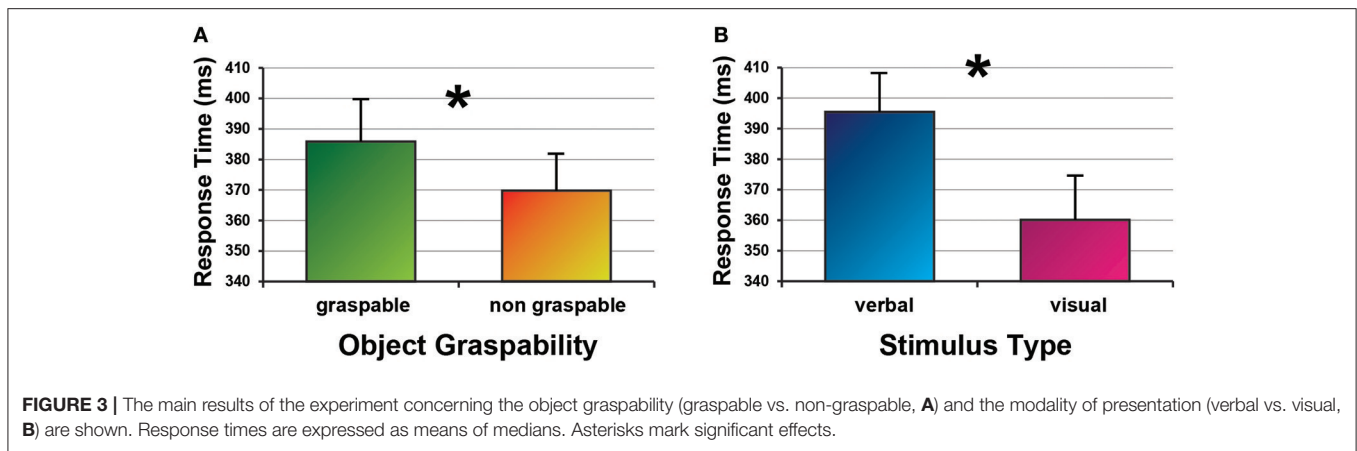 A
Response Time (ms)
410
400
390
380
370
360
350
340
*
graspable
non graspable
Object Graspability
B
Response Time (ms)
410
400
390
380
370
360
350
340
*
verbal
visual
Stimulus Type
FIGURE 3 | The main results of the experiment concerning the object graspability (graspable vs. non-graspable, A) and the modality of presentation (verbal vs. visual,
B) are shown. Response times are expressed as means of medians. Asterisks mark significant effects.